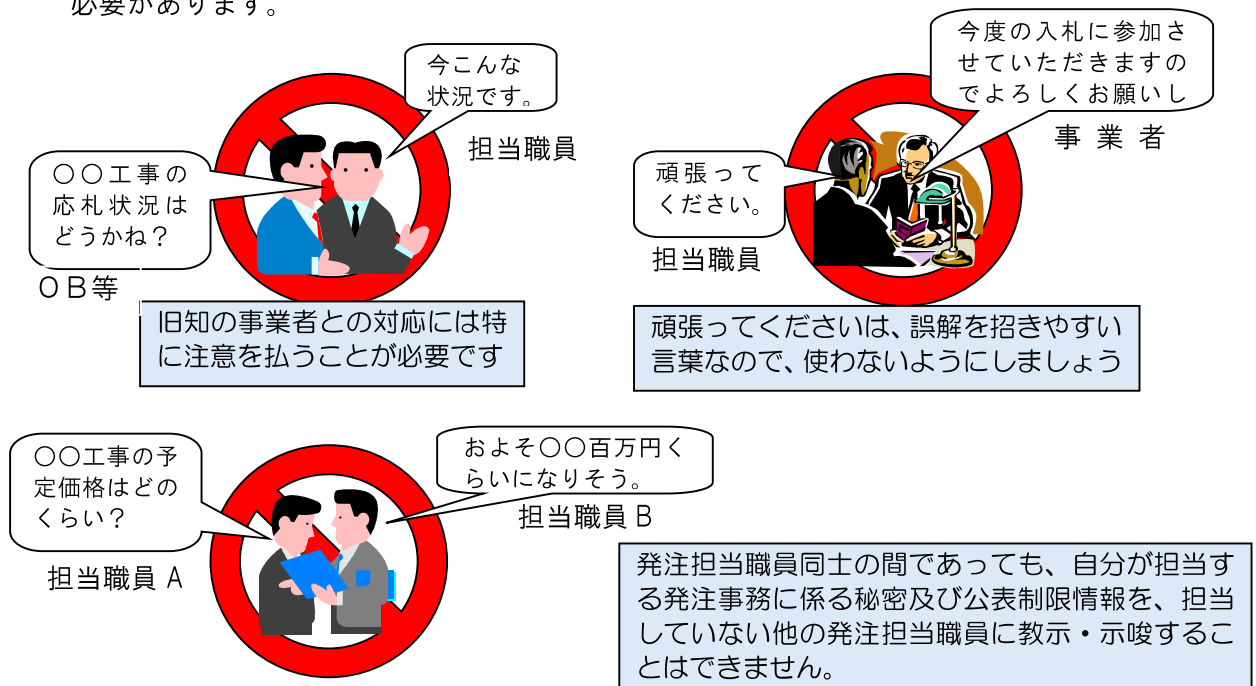 必要があります。
今こんな
状況です。
担当職員
〇〇工事の
応札状況は
どうかね？
ＯＢ等
旧知の事業者との対応には特
に注意を払うことが必要です
今度の入札に参加さ
せていただきますの
でよろしくお願いし
事業者
頑張って
ください。
担当職員
頑張ってくださいは、誤解を招きやすい
言葉なので、使わないようにしましょう
〇〇工事の予
定価格はどの
くらい？
担当職員 A
およそ〇〇百万円く
らいになりそう。
担当職員 B
発注担当職員同士の間であっても、自分が担当す
る発注事務に係る秘密及び公表制限情報を、担当
していない他の発注担当職員に教示・示唆するこ
とはできません。